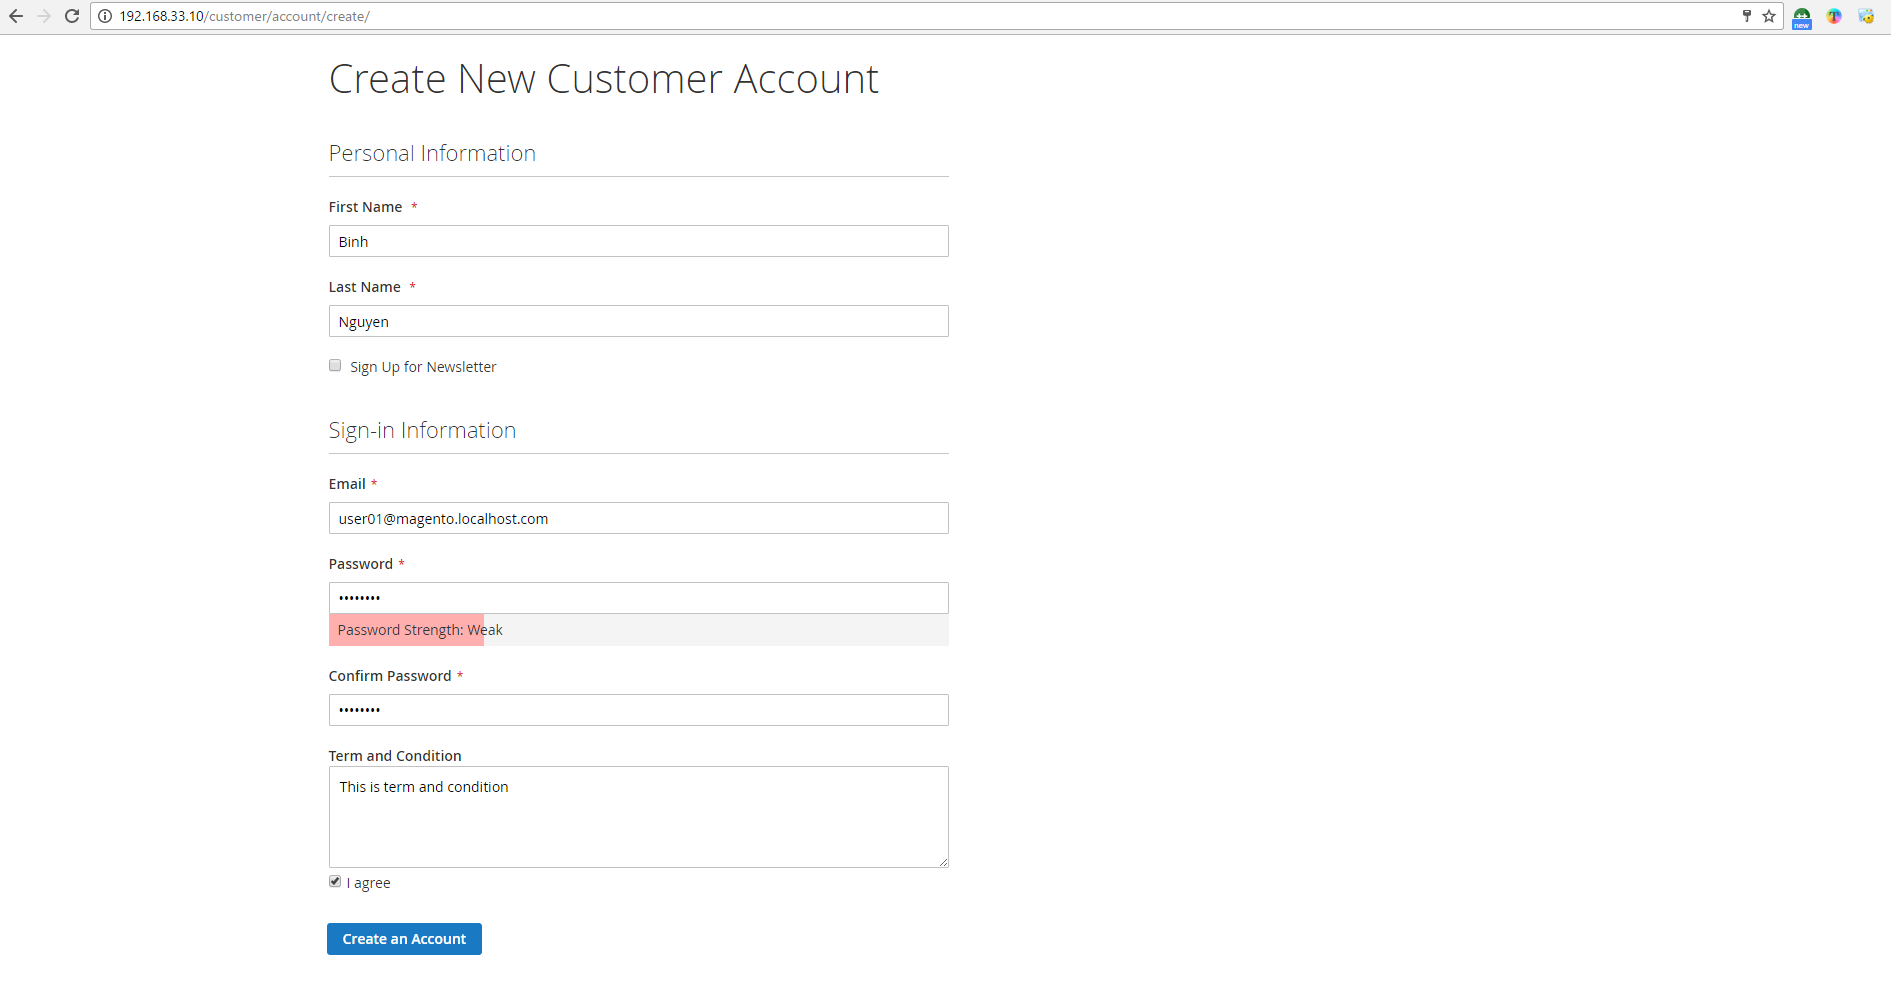 192.168.33.10/customer/account/create/
new
T
Create New Customer Account
Personal Information
First Name *
Binh
Last Name *
Nguyen
Sign Up for Newsletter
Sign-in Information
Email *
user01@magento.localhost.com
Password *
••••••••
Password Strength: Weak
Confirm Password *
••••••••
Term and Condition
This is term and condition
I agree
Create an Account